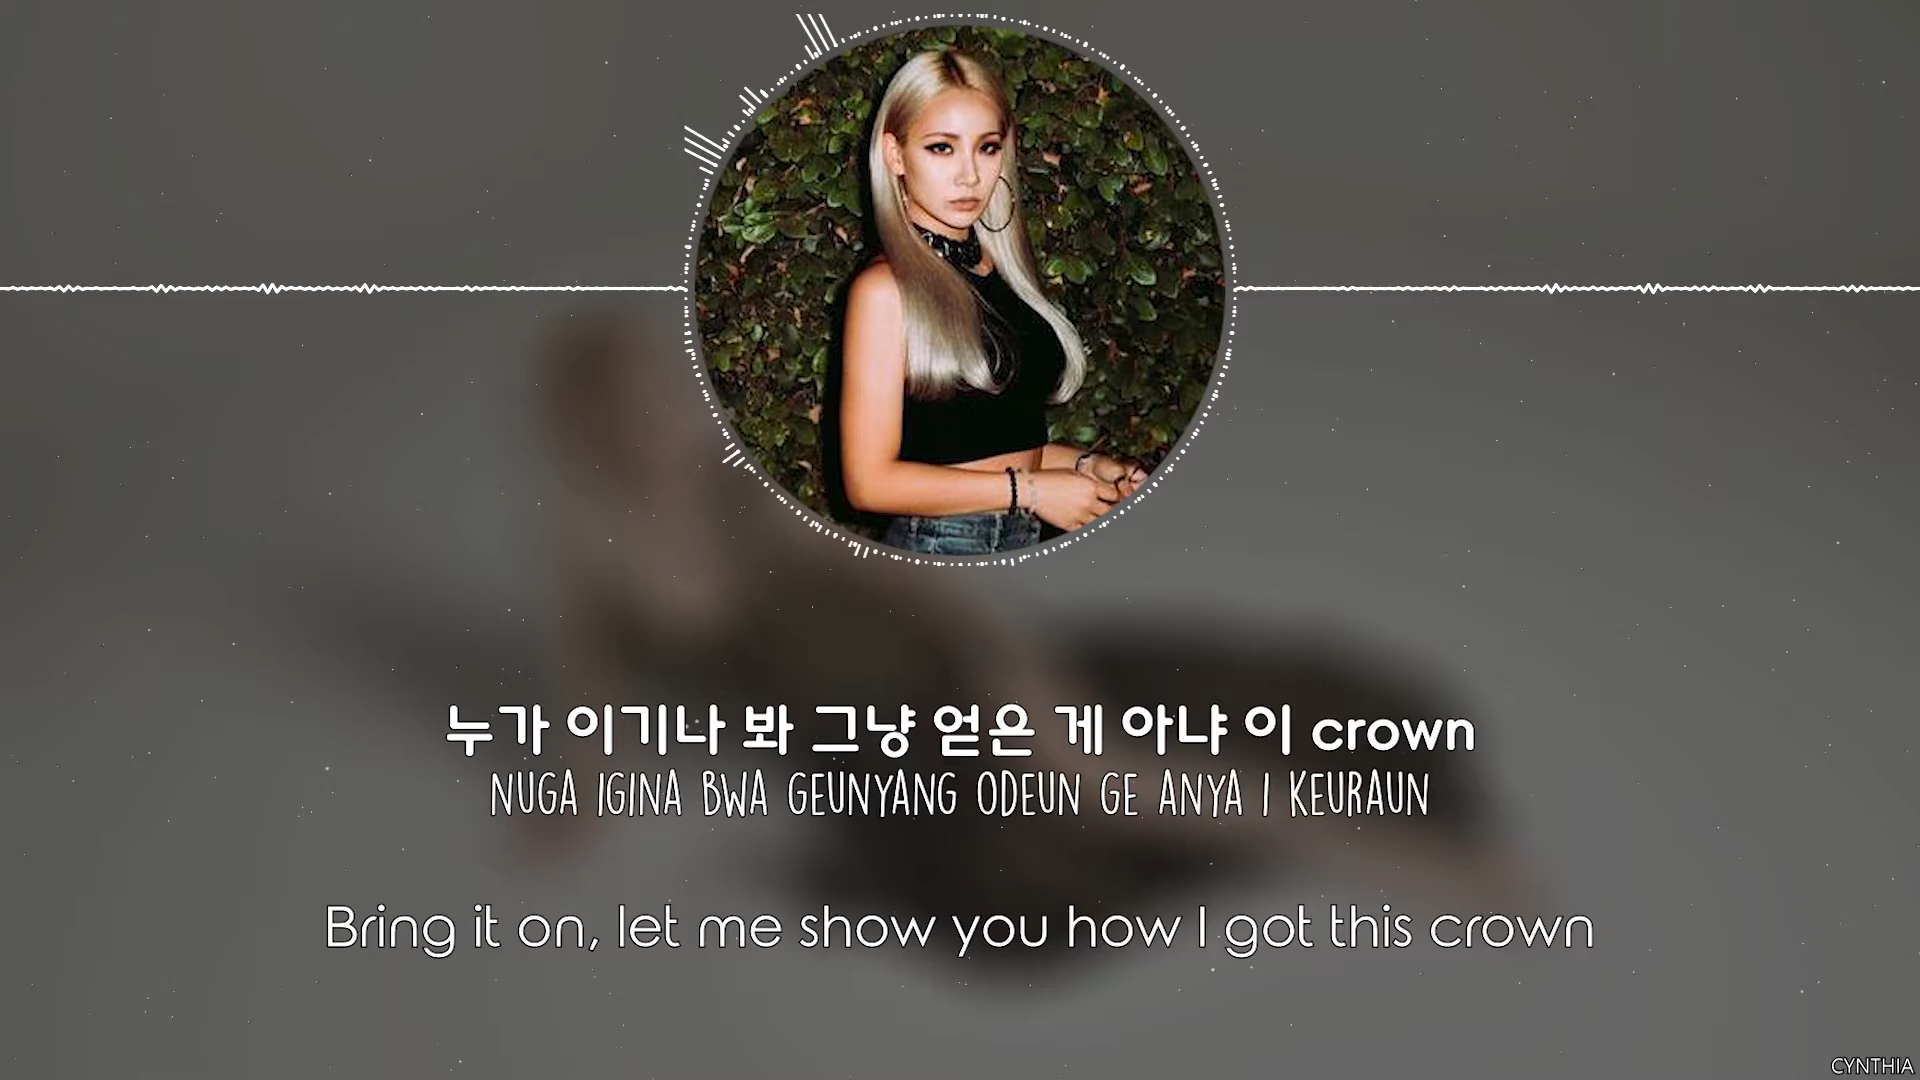 누가 이기나 봐 그냥 얻은 게 아냐 이 crown
NUGA IGINA BWA GEUNYANG ODEUN GE ANYA I KEURAUN
Bring it on, let me show you how I got this crown
CYNTHIA